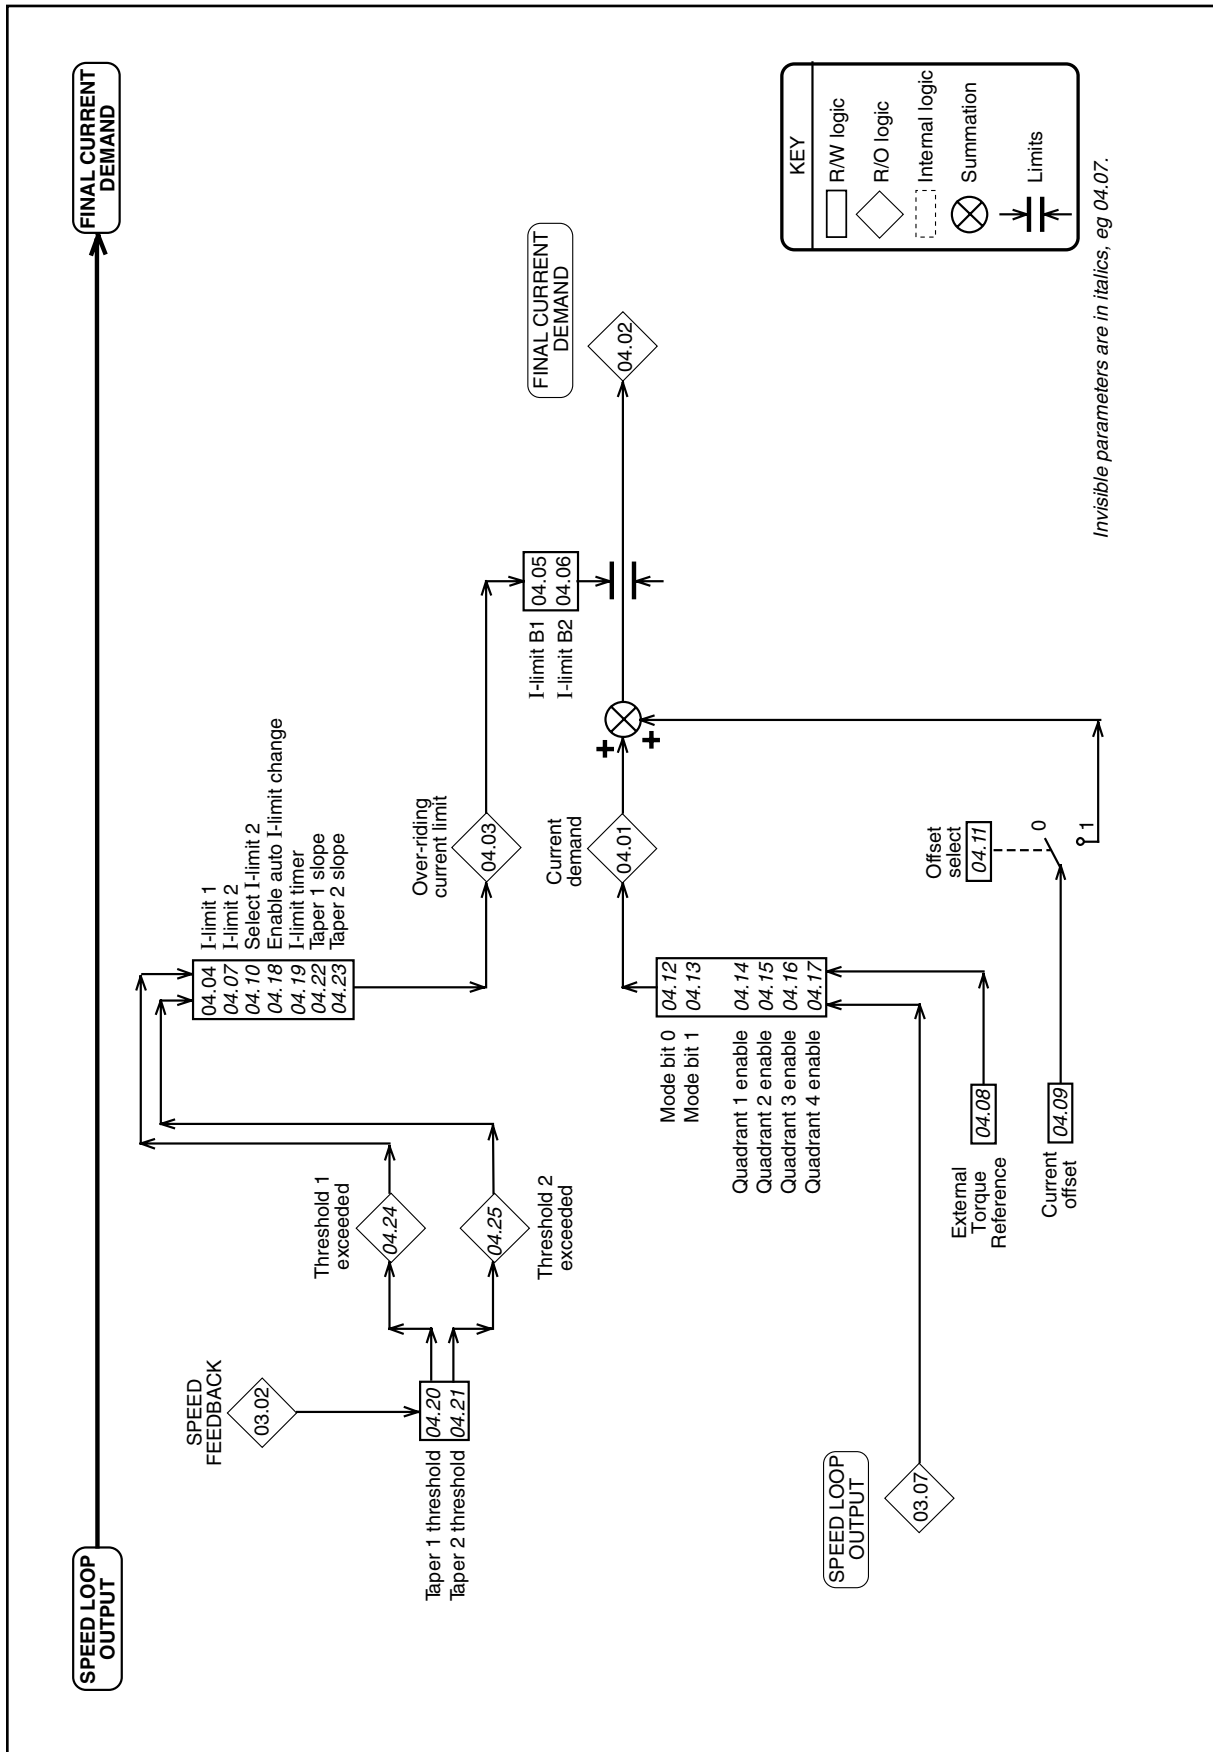 SPEED LOOP
OUTPUT
FINAL CURRENT
DEMAND
SPEED
FEEDBACK
03.02
Taper 1 threshold
04.20
Taper 2 threshold
04.21
Threshold 1
exceeded
04.24
04.25
Threshold 2
exceeded
04.04 I-limit 1
04.07 I-limit 2
04.10 Select I-limit 2
04.18 Enable auto I-limit change
04.19 I-limit timer
04.22 Taper 1 slope
04.23 Taper 2 slope
Over-riding
current limit
04.03
I-limit B1 04.05
I-limit B2 04.06
FINAL CURRENT
DEMAND
04.02
Current
demand
04.01
+
+
Mode bit 0 04.12
Mode bit 1 04.13
Quadrant 1 enable 04.14
Quadrant 2 enable 04.15
Quadrant 3 enable 04.16
Quadrant 4 enable 04.17
SPEED LOOP
OUTPUT
03.07
External
Torque
Reference
04.08
Current
offset
04.09
Offset
select
04.11
0
1
KEY
R/W logic
R/O logic
Internal logic
Summation
Limits
Invisible parameters are in italics, eg 04.07.